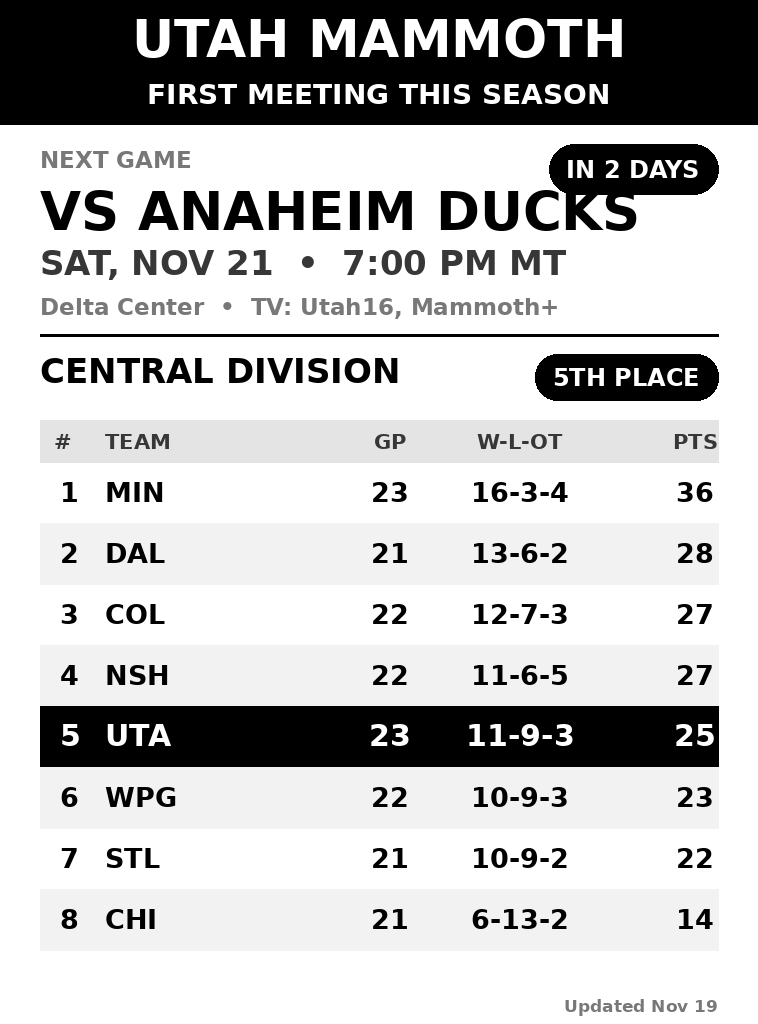 UTAH MAMMOTH
FIRST MEETING THIS SEASON
NEXT GAME
IN 2 DAYS
VS ANAHEIM DUCKS
SAT, NOV 21 • 7:00 PM MT
Delta Center • TV: Utah16, Mammoth+
CENTRAL DIVISION
5TH PLACE
# TEAM GP W-L-OT PTS
1 MIN 23 16-3-4 36
2 DAL 21 13-6-2 28
3 COL 22 12-7-3 27
4 NSH 22 11-6-5 27
5 UTA 23 11-9-3 25
6 WPG 22 10-9-3 23
7 STL 21 10-9-2 22
8 CHI 21 6-13-2 14
Updated Nov 19